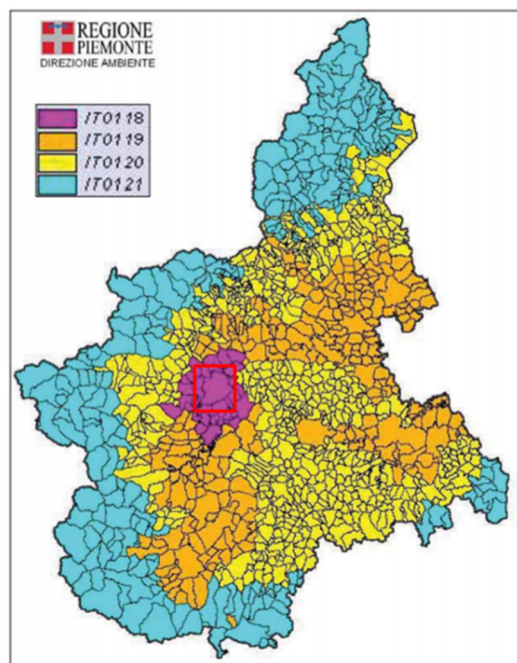 REGIONE
PIEMONTE
DIREZIONE AMBIENTE
IT0118
IT0119
IT0120
IT0121